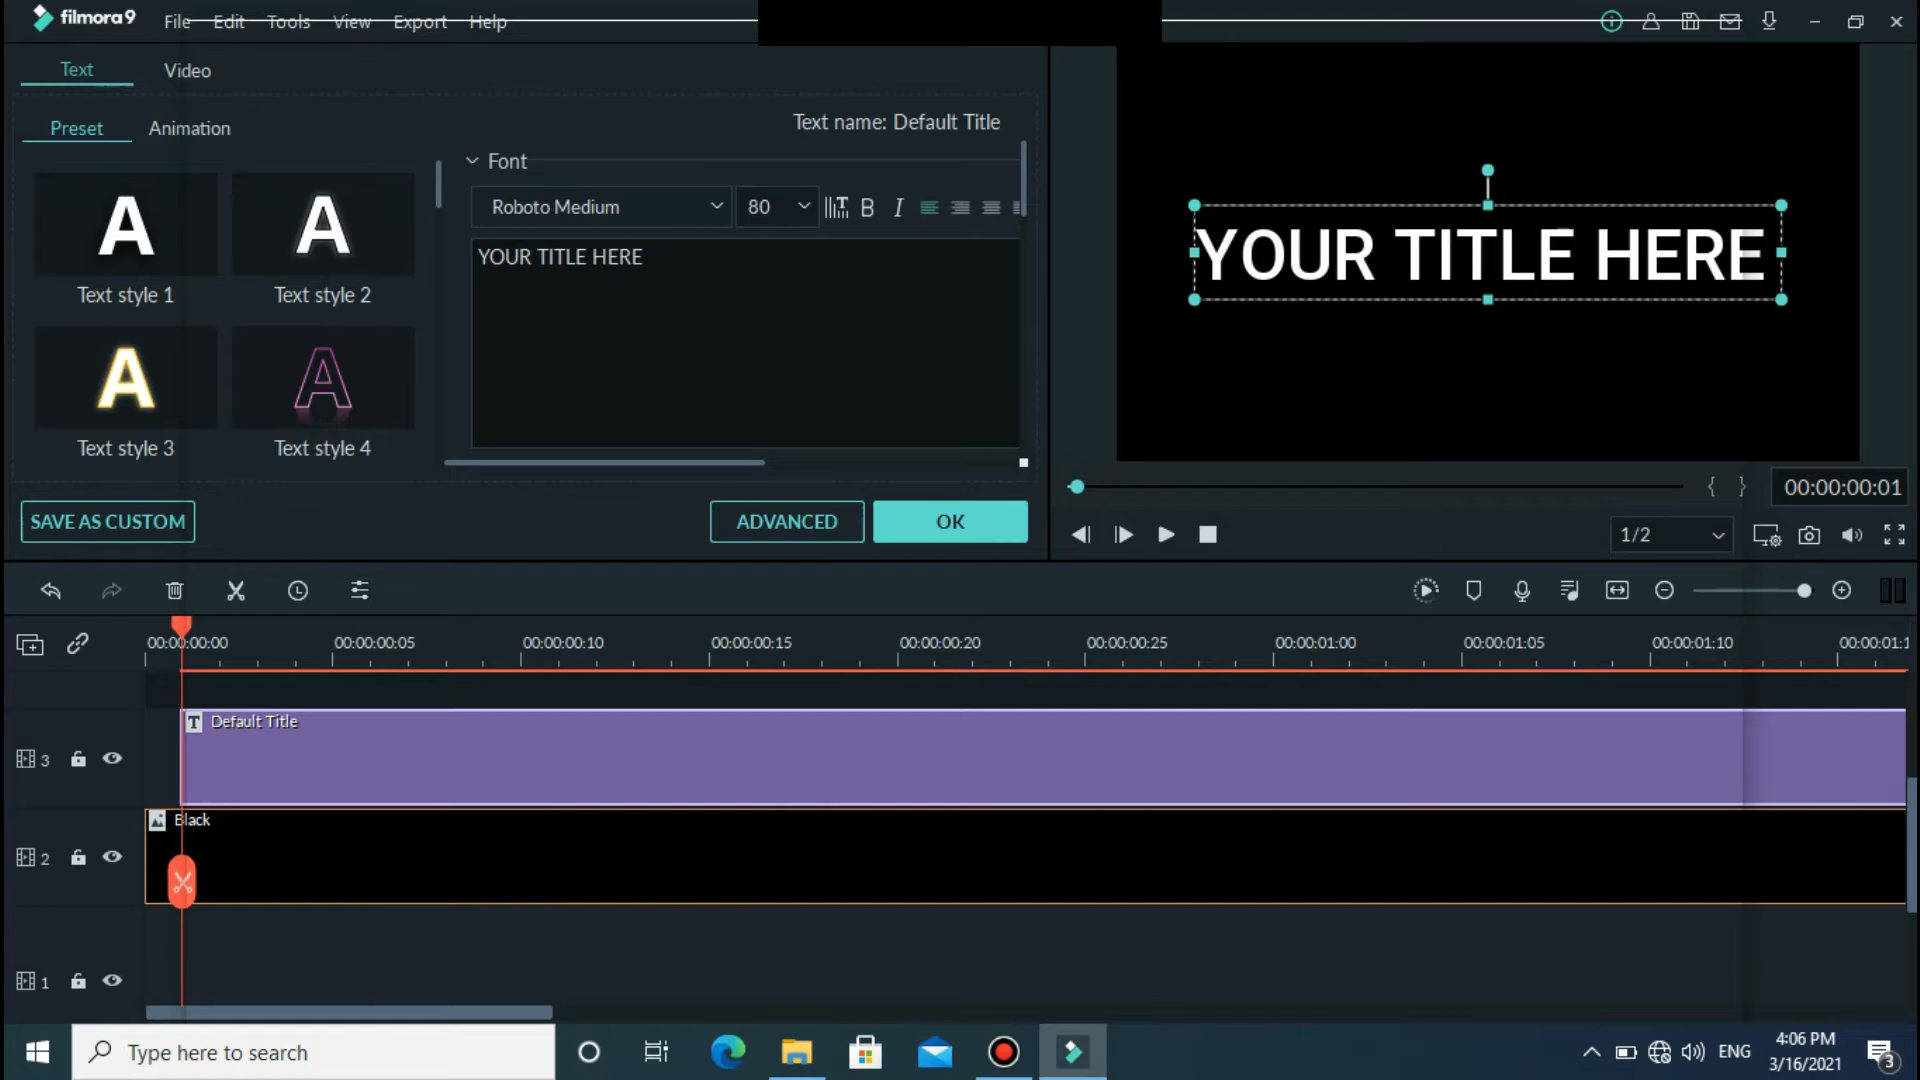 filmora9 File Edit Tools View Export Help
Text Video
Preset Animation Text name: Default Title
Font
Roboto Medium 80 B I
YOUR TITLE HERE
YOUR TITLE HERE
A A
Text style 1 Text style 2
A A
Text style 3 Text style 4
{ } 00:00:00:01
SAVE AS CUSTOM ADVANCED OK
1/2
00:00:00:00 00:00:00:05 00:00:00:10 00:00:00:15 00:00:00:20 00:00:00:25 00:00:01:00 00:00:01:05 00:00:01:10 00:00:01:1
T Default Title
3
Black
2
1
Type here to search
ENG
4:06 PM
3/16/2021
3